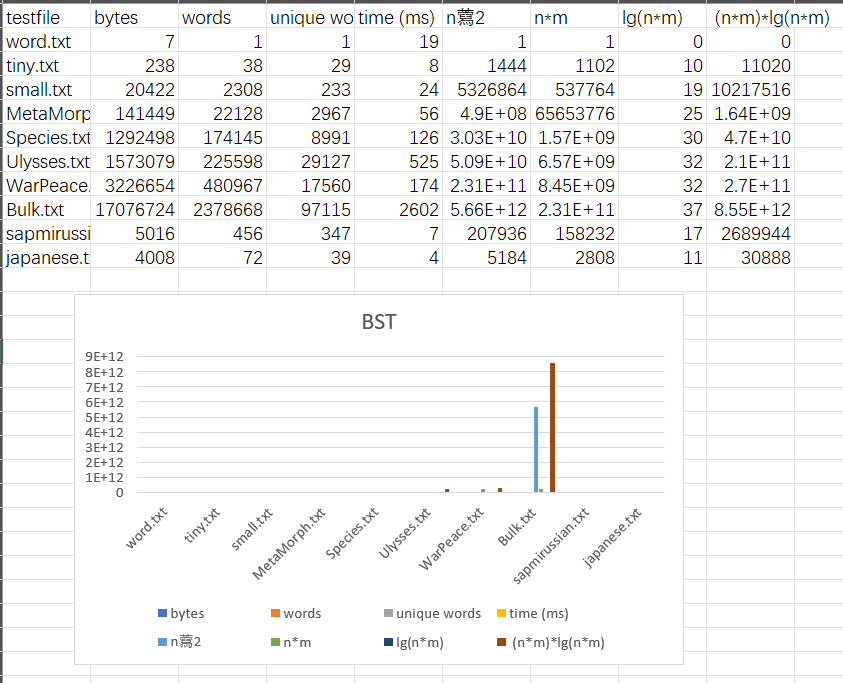 testfile bytes words unique wo time (ms) n蘍2 n*m lg(n*m) (n*m)*lg(n*m)
word.txt 7 1 1 19 1 1 0 0
tiny.txt 238 38 29 8 1444 1102 10 11020
small.txt 20422 2308 233 24 5326864 537764 19 10217516
MetaMorp 141449 22128 2967 56 4.9E+08 65653776 25 1.64E+09
Species.txt 1292498 174145 8991 126 3.03E+10 1.57E+09 30 4.7E+10
Ulysses.txt 1573079 225598 29127 525 5.09E+10 6.57E+09 32 2.1E+11
WarPeace. 3226654 480967 17560 174 2.31E+11 8.45E+09 32 2.7E+11
Bulk.txt 17076724 2378668 97115 2602 5.66E+12 2.31E+11 37 8.55E+12
sapmirussi 5016 456 347 7 207936 158232 17 2689944
japanese.t 4008 72 39 4 5184 2808 11 30888
BST
9E+12
8E+12
7E+12
6E+12
5E+12
4E+12
3E+12
2E+12
1E+12
0
word.txt tiny.txt small.txt MetaMorph.txt Species.txt Ulysses.txt WarPeace.txt Bulk.txt sapmirussian.txt japanese.txt
bytes words unique words time (ms)
n蘍2 n*m lg(n*m) (n*m)*lg(n*m)